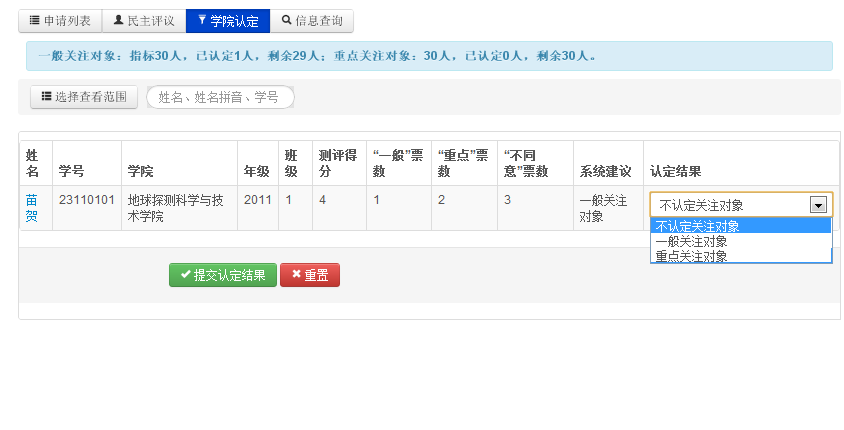 申请列表 民主评议 学院认定 信息查询
一般关注对象：指标30人，已认定1人，剩余29人；重点关注对象：30人，已认定0人，剩余30人。
选择查看范围 姓名、姓名拼音、学号
姓名 学号 学院 年级 班级 测评得分 “一般”票数 “重点”票数 “不同意”票数 系统建议 认定结果
苗贺 23110101 地球探测科学与技术学院 2011 1 4 1 2 3 一般关注对象 不认定关注对象
不认定关注对象
一般关注对象
重点关注对象
提交认定结果 重置